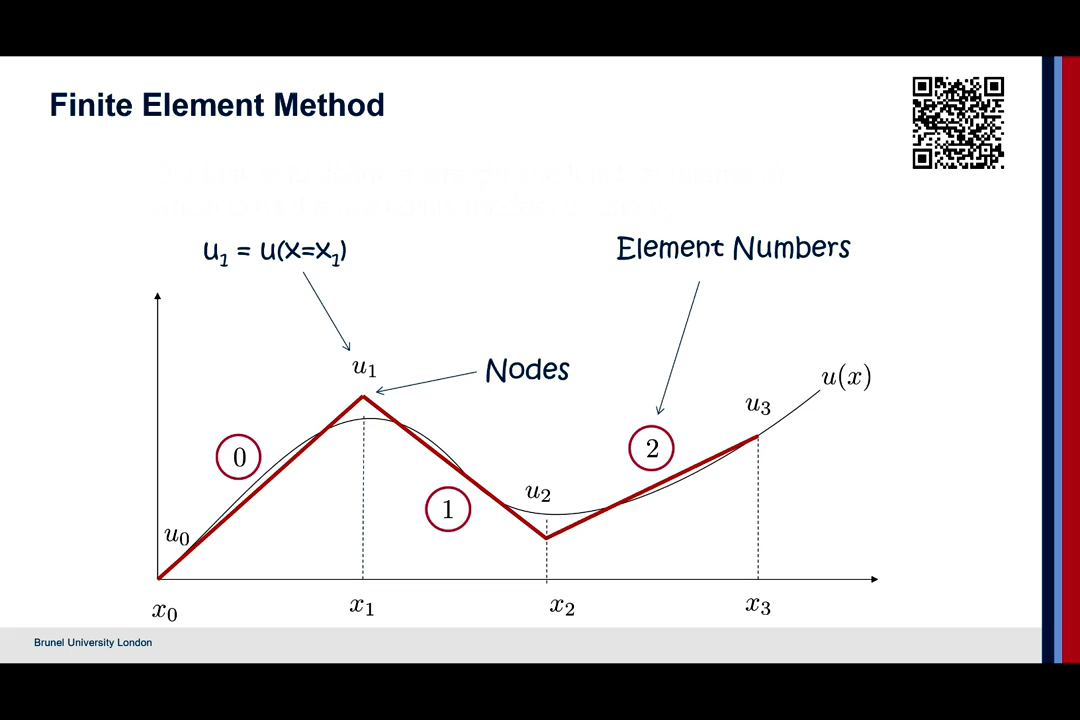 Finite Element Method
u₁ = u(x=x₁)
Element Numbers
u₁
Nodes
u(x)
u₃
0
2
u₂
1
u₀
x₀
x₁
x₂
x₃
Brunel University London